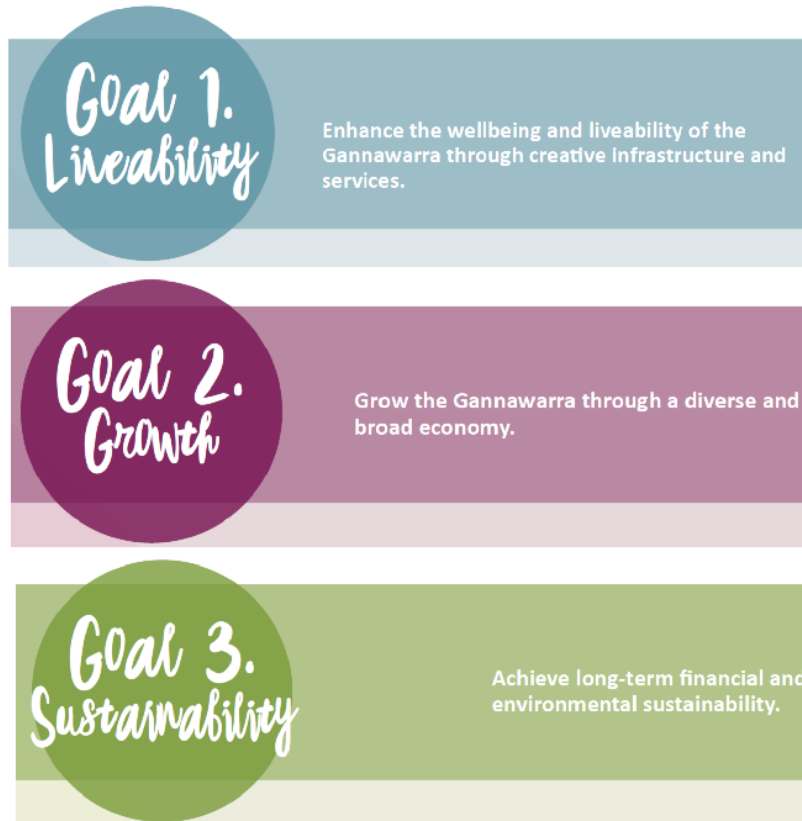 Goal 1.
Liveability
Enhance the wellbeing and liveability of the
Gannawarra through creative infrastructure and
services.
Goal 2.
Growth
Grow the Gannawarra through a diverse and
broad economy.
Goal 3.
Sustainability
Achieve long-term financial and
environmental sustainability.